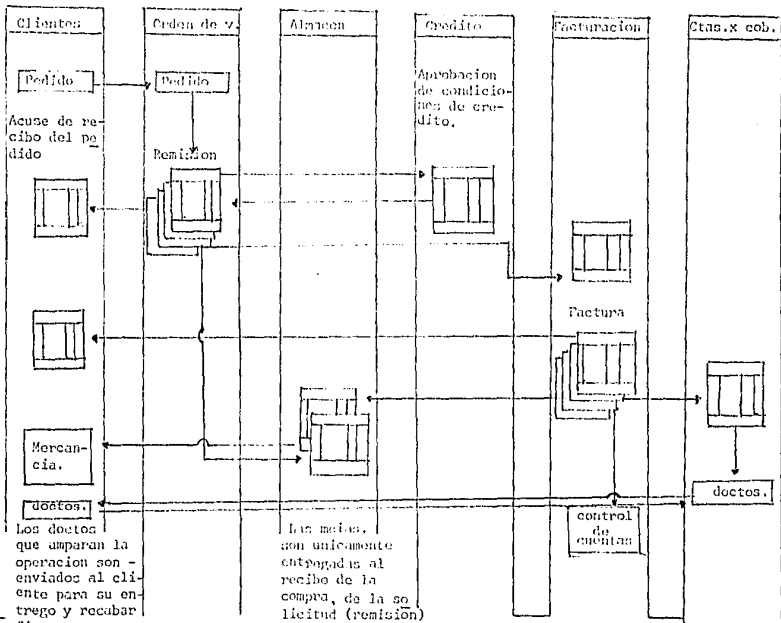 Clientes
Orden de v.
Almacen
Credito
Facturacion
Ctas.x cob.
Pedido
Pedido
Aprobacion
de condicio-
nes de cre-
dito.
Acuse de re-
cibo del pe
dido
Remision
Factura
Mercan-
cia.
doctos.
doctos.
control
de
cuentas
Los doctos
que amparan la
operacion son -
enviados al cli-
ente para su en-
trego y recabar
Las mcias.
son unicamente
entregadas al
recibo de la
compra, de la so
licitud (remisión)